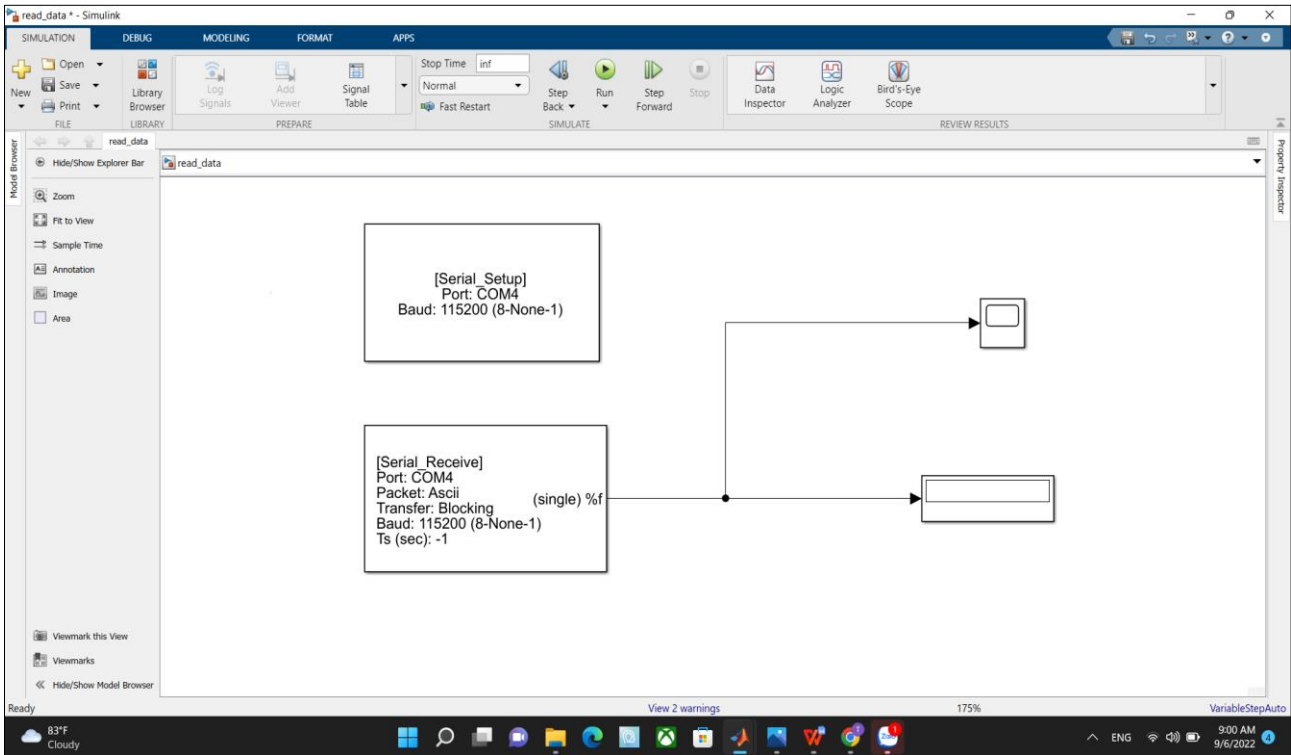 read_data * - Simulink
SIMULATION DEBUG MODELING FORMAT APPS
New
Open
Save
Print
FILE
Library
Browser
LIBRARY
Log
Signals
Add
Viewer
Signal
Table
PREPARE
Stop Time inf
Normal
Fast Restart
Step
Back
Run
Step
Forward
Stop
SIMULATE
Data
Inspector
Logic
Analyzer
Bird's-Eye
Scope
REVIEW RESULTS
Model Browser
read_data
Hide/Show Explorer Bar
read_data
Property Inspector
Zoom
Fit to View
Sample Time
Annotation
Image
Area
[Serial_Setup]
Port: COM4
Baud: 115200 (8-None-1)
[Serial_Receive]
Port: COM4
Packet: Ascii
Transfer: Blocking
Baud: 115200 (8-None-1)
Ts (sec): -1
(single) %f
Viewmark this View
Viewmarks
Hide/Show Model Browser
Ready
View 2 warnings
175%
VariableStepAuto
83°F
Cloudy
ENG
9:00 AM
9/6/2022
4